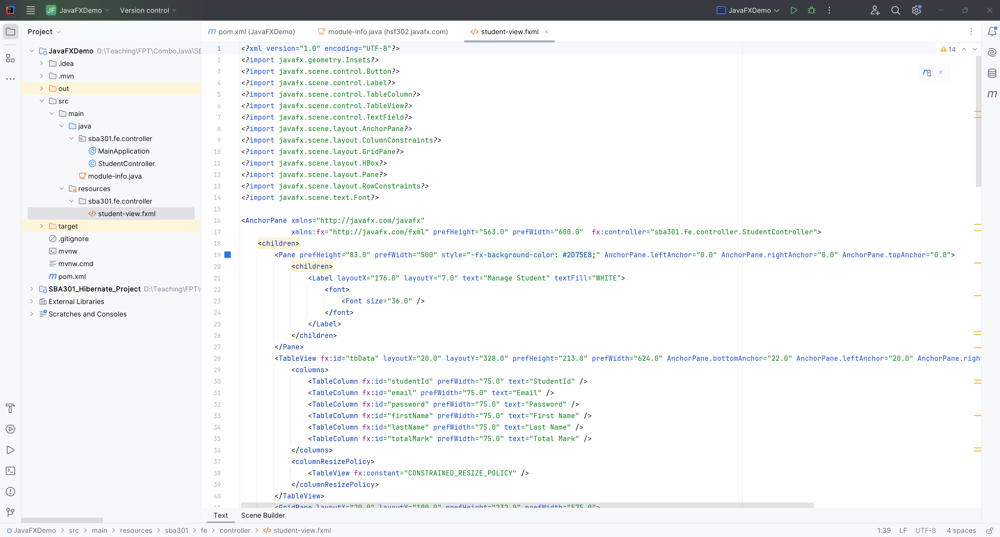 JF JavaFXDemo Version control JavaFXDemo
Project
JavaFXDemo D:\Teaching\FPT\ComboJava\SE
.idea
.mvn
out
src
main
java
sba301.fe.controller
MainApplication
StudentController
module-info.java
resources
sba301.fe.controller
student-view.fxml
target
.gitignore
mvnw
mvnw.cmd
pom.xml
SBA301_Hibernate_Project D:\Teaching\FPT\
External Libraries
Scratches and Consoles
pom.xml (JavaFXDemo) module-info.java (hsf302.javafx.com) student-view.fxml
14
1 <?xml version="1.0" encoding="UTF-8"?>
2 <?import javafx.geometry.Insets?>
3 <?import javafx.scene.control.Button?>
4 <?import javafx.scene.control.Label?>
5 <?import javafx.scene.control.TableColumn?>
6 <?import javafx.scene.control.TableView?>
7 <?import javafx.scene.control.TextField?>
8 <?import javafx.scene.layout.AnchorPane?>
9 <?import javafx.scene.layout.ColumnConstraints?>
10 <?import javafx.scene.layout.GridPane?>
11 <?import javafx.scene.layout.HBox?>
12 <?import javafx.scene.layout.Pane?>
13 <?import javafx.scene.layout.RowConstraints?>
14 <?import javafx.scene.text.Font?>
15
16 <AnchorPane xmlns="http://javafx.com/javafx"
17 xmlns:fx="http://javafx.com/fxml" prefHeight="563.0" prefWidth="600.0" fx:controller="sba301.fe.controller.StudentController">
18 <children>
19 <Pane prefHeight="83.0" prefWidth="500" style="-fx-background-color: #2D75E8;" AnchorPane.leftAnchor="0.0" AnchorPane.rightAnchor="0.0" AnchorPane.topAnchor="0.0">
20 <children>
21 <Label layoutX="176.0" layoutY="7.0" text="Manage Student" textFill="WHITE">
22 <font>
23 <Font size="36.0" />
24 </font>
25 </Label>
26 </children>
27 </Pane>
28 <TableView fx:id="tbData" layoutX="20.0" layoutY="328.0" prefHeight="213.0" prefWidth="624.0" AnchorPane.bottomAnchor="22.0" AnchorPane.leftAnchor="20.0" AnchorPane.righ
29 <columns>
30 <TableColumn fx:id="studentId" prefWidth="75.0" text="StudentId" />
31 <TableColumn fx:id="email" prefWidth="75.0" text="Email" />
32 <TableColumn fx:id="password" prefWidth="75.0" text="Password" />
33 <TableColumn fx:id="firstName" prefWidth="75.0" text="First Name" />
34 <TableColumn fx:id="lastName" prefWidth="75.0" text="Last Name" />
35 <TableColumn fx:id="totalMark" prefWidth="75.0" text="Total Mark" />
36 </columns>
37 <columnResizePolicy>
38 <TableView fx:constant="CONSTRAINED_RESIZE_POLICY" />
39 </columnResizePolicy>
40 </TableView>
41 <GridPane layoutX="20.0" layoutY="100.0" prefHeight="232.0" prefWidth="575.0">
Text Scene Builder
JavaFXDemo > src > main > resources > sba301 > fe > controller > student-view.fxml 1:39 LF UTF-8 4 spaces